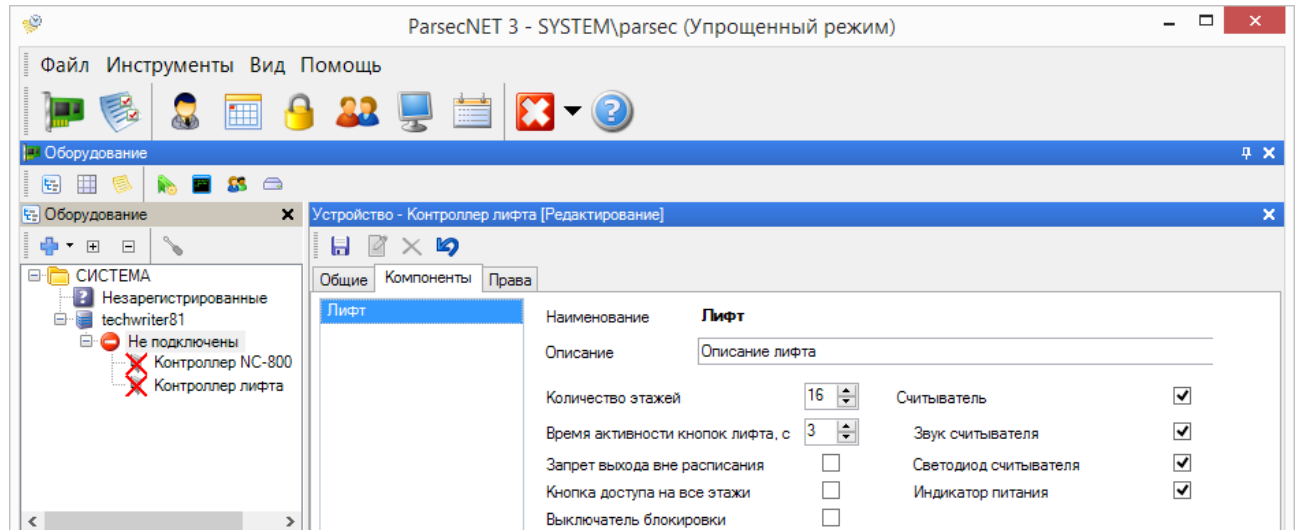 ParsecNET 3 - SYSTEM\parsec (Упрощенный режим)
Файл Инструменты Вид Помощь
Оборудование
Оборудование
Устройство - Контроллер лифта [Редактирование]
СИСТЕМА
Незарегистрированные
techwriter81
Не подключены
Контроллер NC-800
Контроллер лифта
Общие Компоненты Права
Лифт
Наименование Лифт
Описание Описание лифта
Количество этажей 16 Считыватель
Время активности кнопок лифта, с 3 Звук считывателя
Запрет выхода вне расписания Светодиод считывателя
Кнопка доступа на все этажи Индикатор питания
Выключатель блокировки